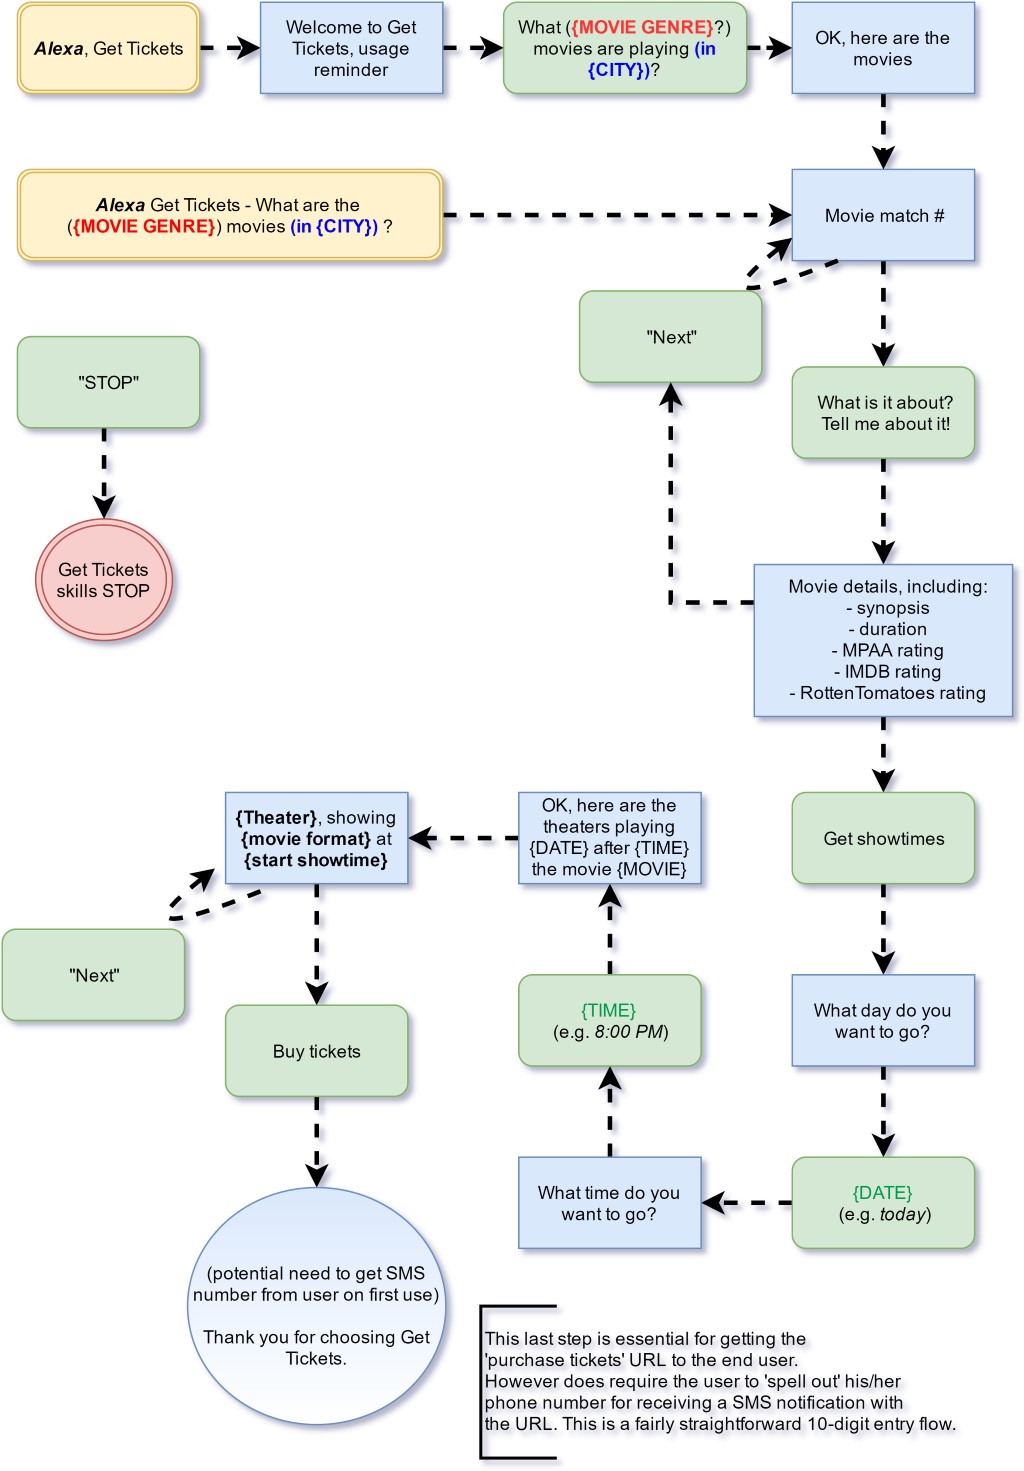 Alexa, Get Tickets
Welcome to Get
Tickets, usage
reminder
What ({MOVIE GENRE}?)
movies are playing (in
{CITY})?
OK, here are the
movies
Alexa Get Tickets - What are the
({MOVIE GENRE}) movies (in {CITY}) ?
Movie match #
"Next"
"STOP"
What is it about?
Tell me about it!
Get Tickets
skills STOP
Movie details, including:
- synopsis
- duration
- MPAA rating
- IMDB rating
- RottenTomatoes rating
{Theater}, showing
{movie format} at
{start showtime}
OK, here are the
theaters playing
{DATE} after {TIME}
the movie {MOVIE}
Get showtimes
"Next"
{TIME}
(e.g. 8:00 PM)
What day do you
want to go?
Buy tickets
What time do you
want to go?
{DATE}
(e.g. today)
(potential need to get SMS
number from user on first use)
Thank you for choosing Get
Tickets.
This last step is essential for getting the
'purchase tickets' URL to the end user.
However does require the user to 'spell out' his/her
phone number for receiving a SMS notification with
the URL. This is a fairly straightforward 10-digit entry flow.